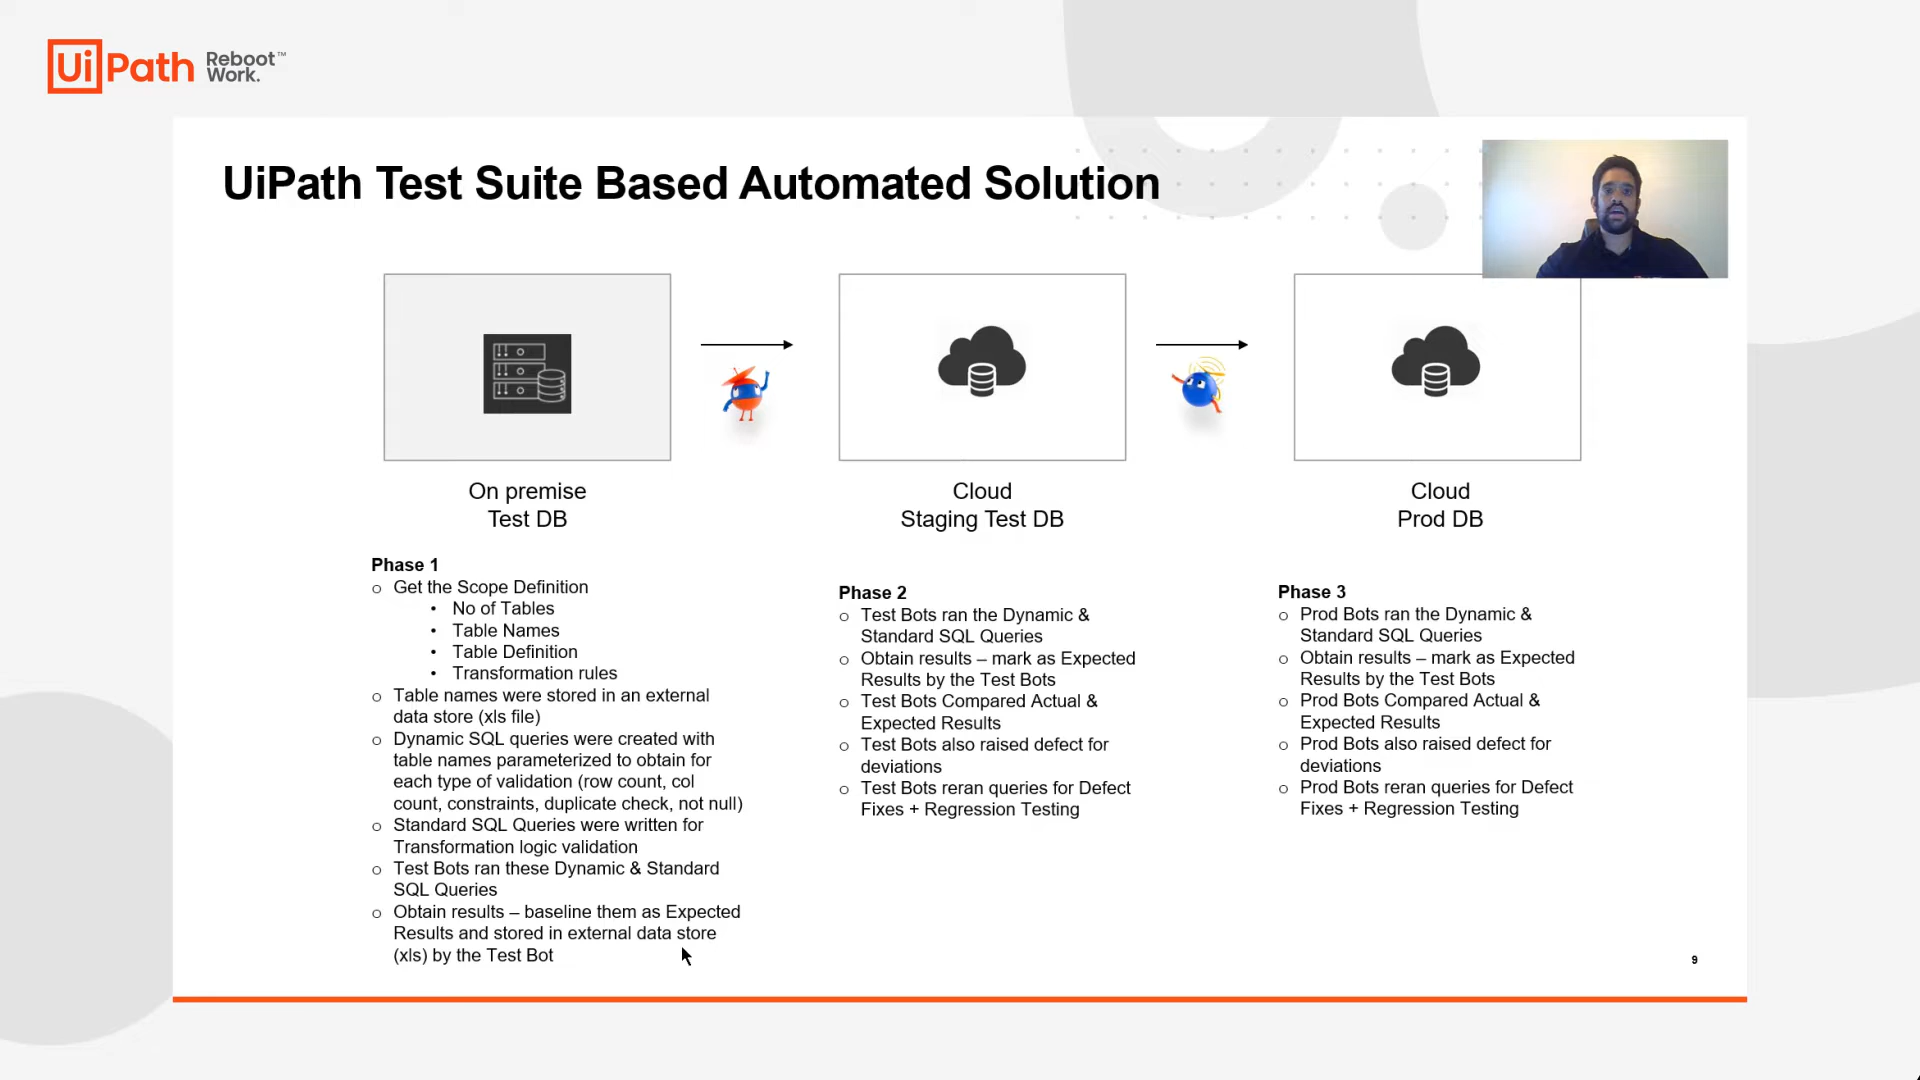 UiPath Reboot™
Work.
UiPath Test Suite Based Automated Solution
On premise
Test DB
Cloud
Staging Test DB
Cloud
Prod DB
Phase 1
o Get the Scope Definition
• No of Tables
• Table Names
• Table Definition
• Transformation rules
o Table names were stored in an external
data store (xls file)
o Dynamic SQL queries were created with
table names parameterized to obtain for
each type of validation (row count, col
count, constraints, duplicate check, not null)
o Standard SQL Queries were written for
Transformation logic validation
o Test Bots ran these Dynamic & Standard
SQL Queries
o Obtain results – baseline them as Expected
Results and stored in external data store
(xls) by the Test Bot
Phase 2
o Test Bots ran the Dynamic &
Standard SQL Queries
o Obtain results – mark as Expected
Results by the Test Bots
o Test Bots Compared Actual &
Expected Results
o Test Bots also raised defect for
deviations
o Test Bots reran queries for Defect
Fixes + Regression Testing
Phase 3
o Prod Bots ran the Dynamic &
Standard SQL Queries
o Obtain results – mark as Expected
Results by the Test Bots
o Prod Bots Compared Actual &
Expected Results
o Prod Bots also raised defect for
deviations
o Prod Bots reran queries for Defect
Fixes + Regression Testing
9